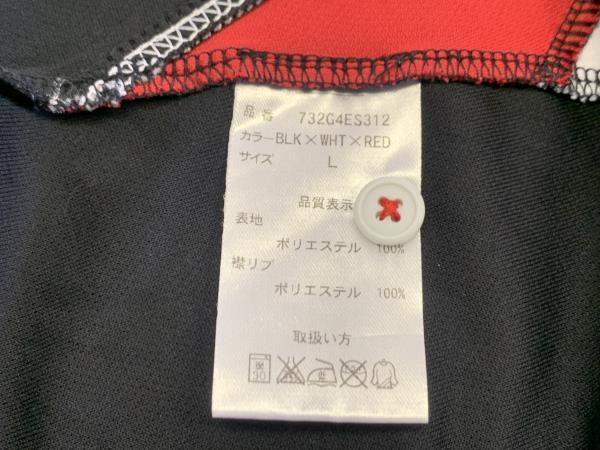 品 番 732G4ES312
カラーBLK×WHT×RED
サイズ L
品質表示
表地
ポリエステル 100%
襟リブ
ポリエステル 100%
取扱い方